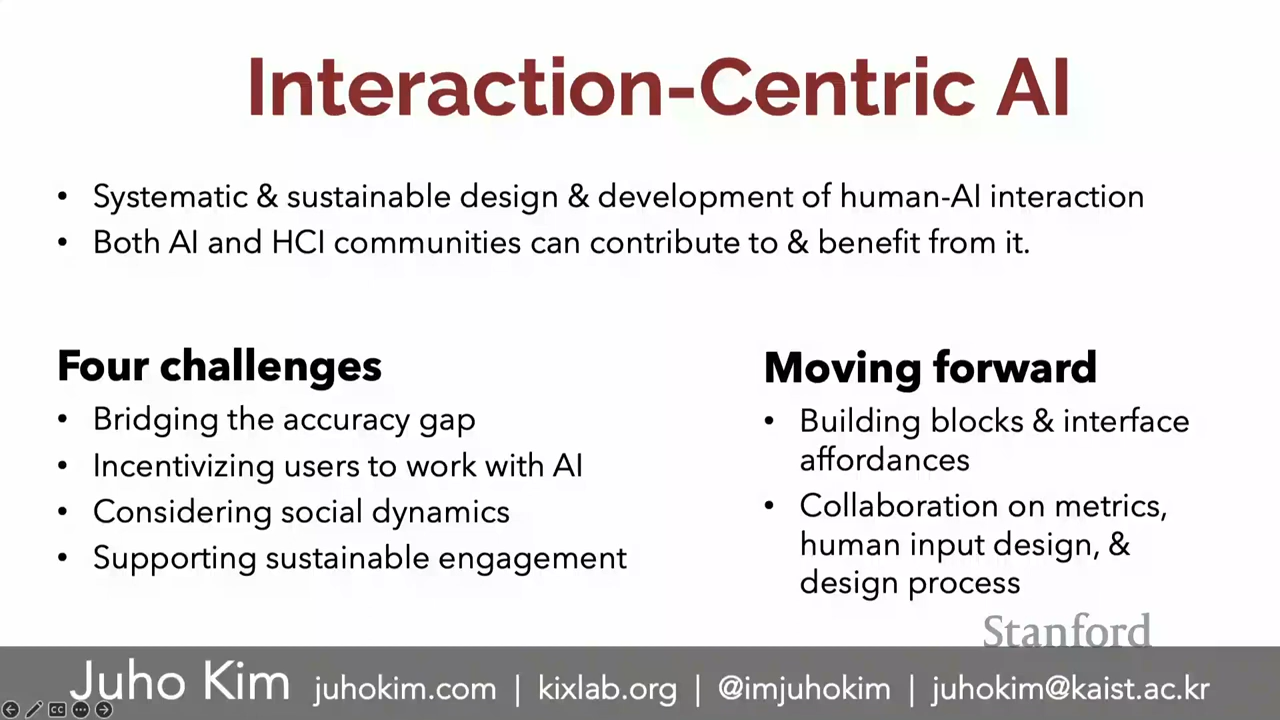 Interaction-Centric AI
• Systematic & sustainable design & development of human-AI interaction
• Both AI and HCI communities can contribute to & benefit from it.
Four challenges
• Bridging the accuracy gap
• Incentivizing users to work with AI
• Considering social dynamics
• Supporting sustainable engagement
Moving forward
• Building blocks & interface
affordances
• Collaboration on metrics,
human input design, &
design process
Stanford
Juho Kim juhokim.com | kixlab.org | @imjuhokim | juhokim@kaist.ac.kr
CC